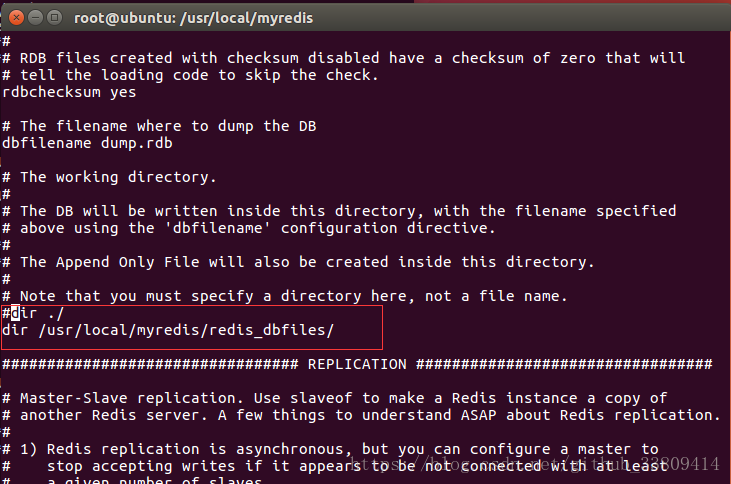 root@ubuntu: /usr/local/myredis
#
# RDB files created with checksum disabled have a checksum of zero that will
# tell the loading code to skip the check.
rdbchecksum yes
# The filename where to dump the DB
dbfilename dump.rdb
# The working directory.
#
# The DB will be written inside this directory, with the filename specified
# above using the 'dbfilename' configuration directive.
#
# The Append Only File will also be created inside this directory.
#
# Note that you must specify a directory here, not a file name.
#dir ./
dir /usr/local/myredis/redis_dbfiles/
################################# REPLICATION #################################
# Master-Slave replication. Use slaveof to make a Redis instance a copy of
# another Redis server. A few things to understand ASAP about Redis replication.
#
# 1) Redis replication is asynchronous, but you can configure a master to
#    stop accepting writes if it appears to be not connected with at least
#    a given number of slaves.
https://blog.csdn.net/github_33809414